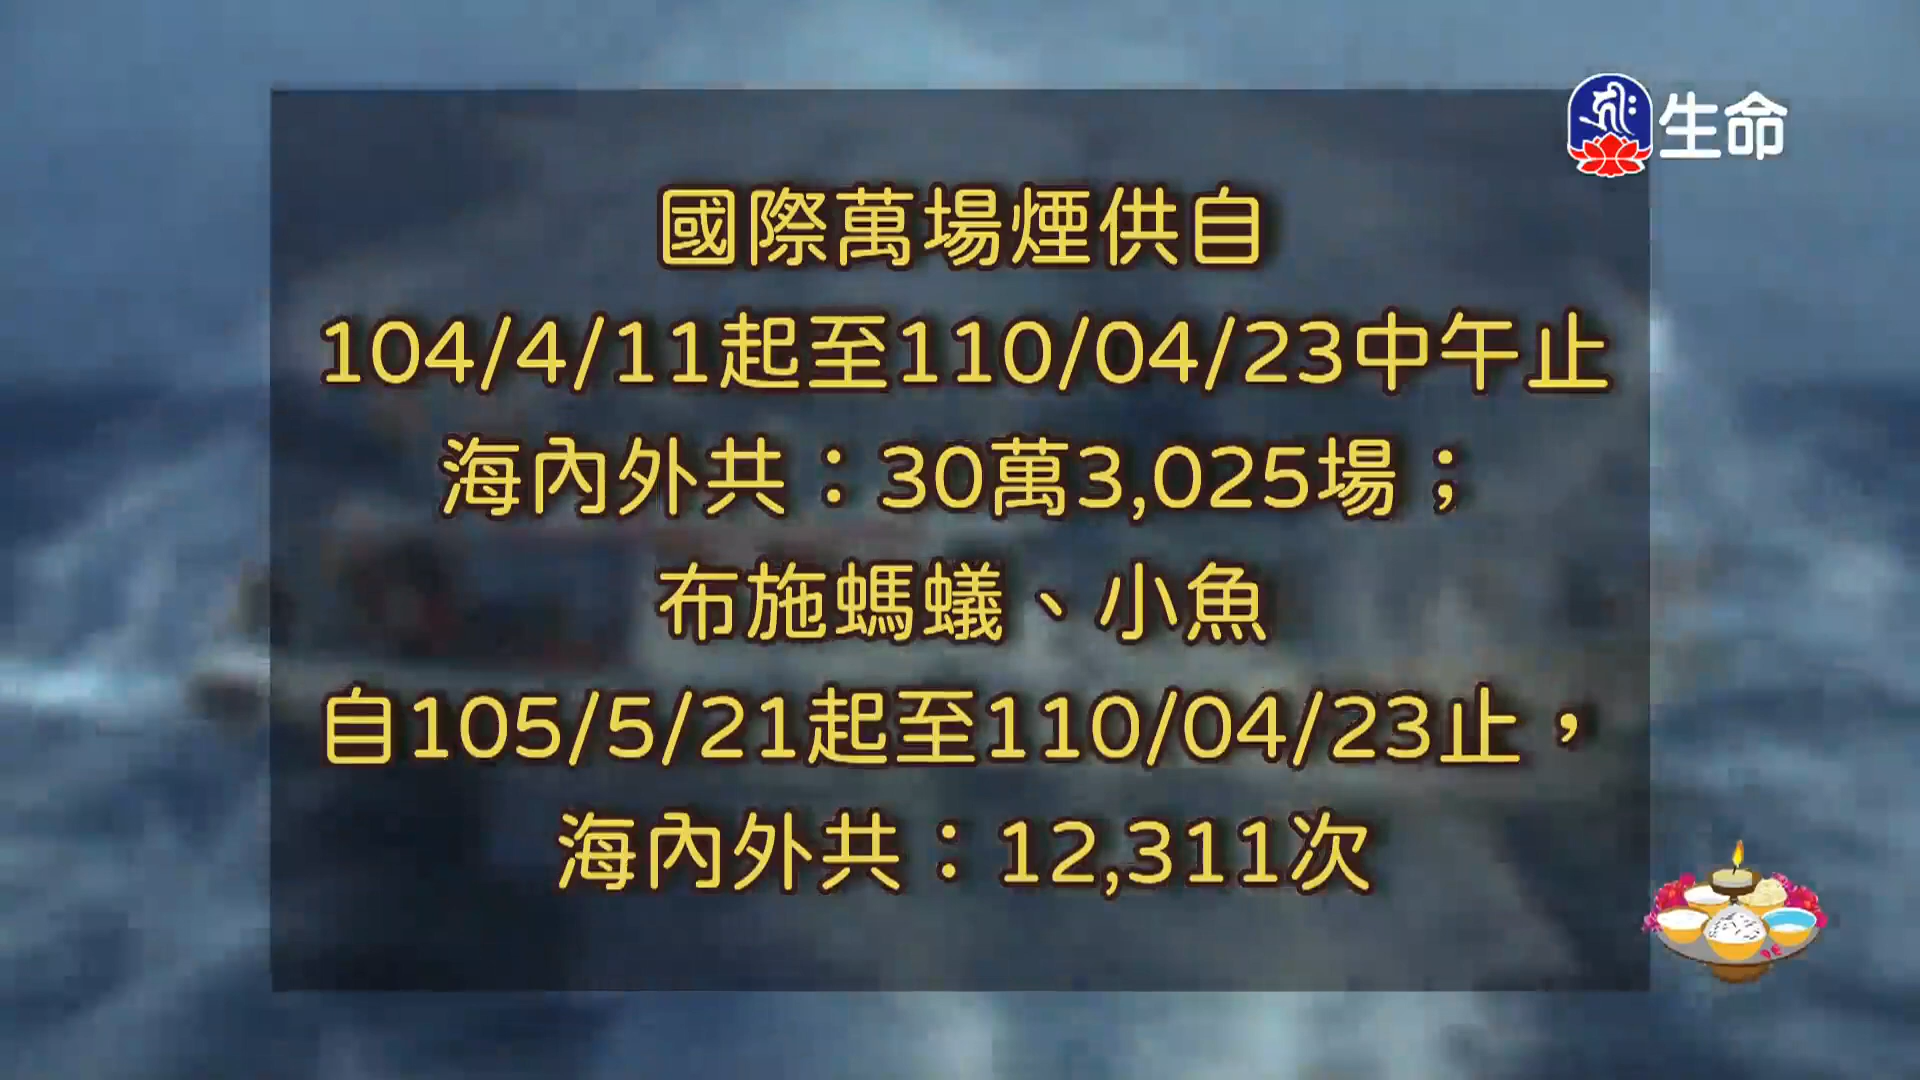 生命
國際萬場煙供自
104/4/11起至110/04/23中午止
海內外共：30萬3,025場；
布施螞蟻、小魚
自105/5/21起至110/04/23止，
海內外共：12,311次